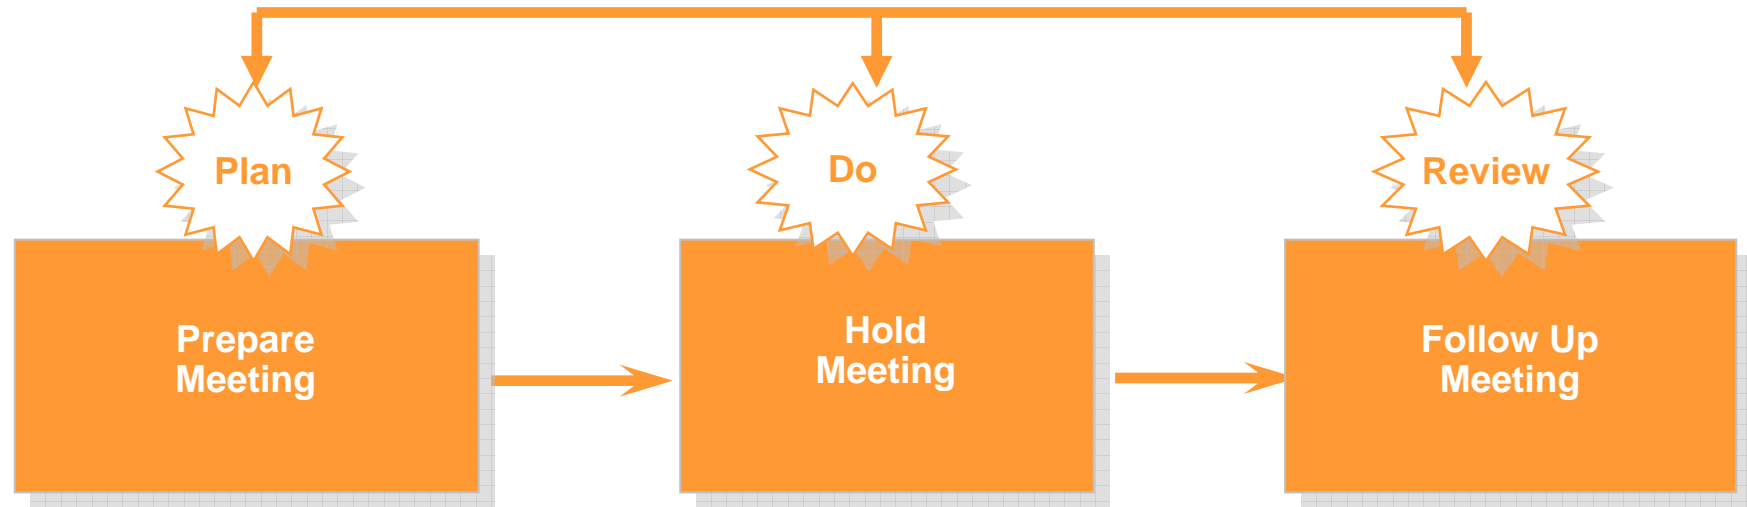 Plan
Do
Review
Prepare
Meeting
Hold
Meeting
Follow Up
Meeting